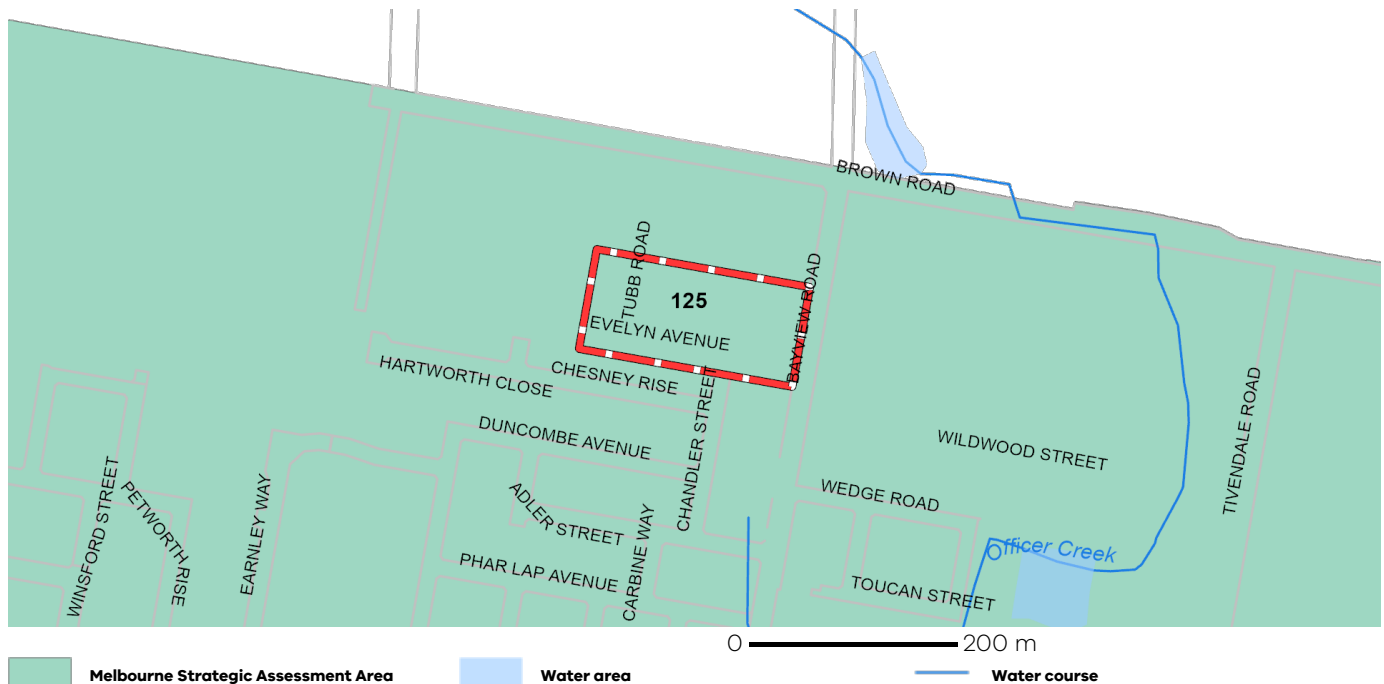 BROWN ROAD
TUBB ROAD
BAYVIEW ROAD
125
EVELYN AVENUE
HARTWORTH CLOSE
CHESNEY RISE
CHANDLER STREET
DUNCOMBE AVENUE
WILDWOOD STREET
TIVENDALE ROAD
WINSFORD STREET
PETWORTH RISE
EARNLEY WAY
ADLER STREET
CARBINE WAY
WEDGE ROAD
Officer Creek
PHAR LAP AVENUE
TOUCAN STREET
0 200 m
Melbourne Strategic Assessment Area Water area Water course